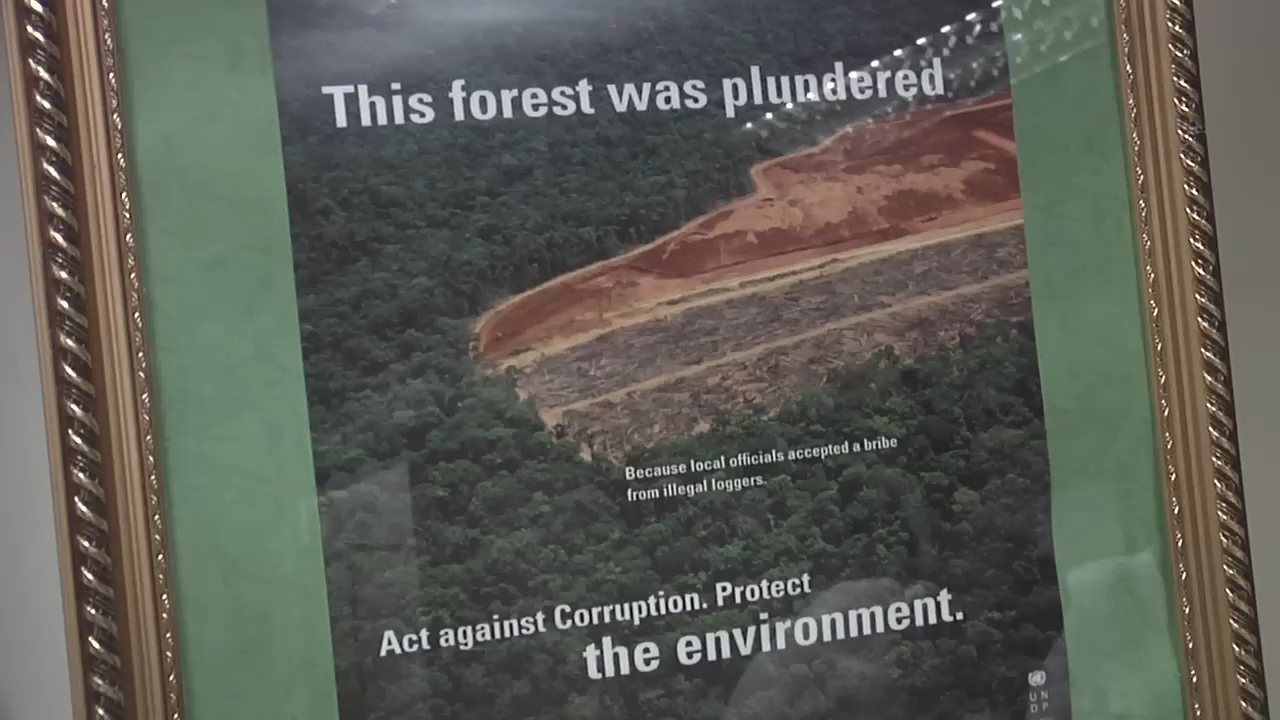 This forest was plundered
Because local officials accepted a bribe
from illegal loggers.
Act against Corruption. Protect
the environment.
U N
D P